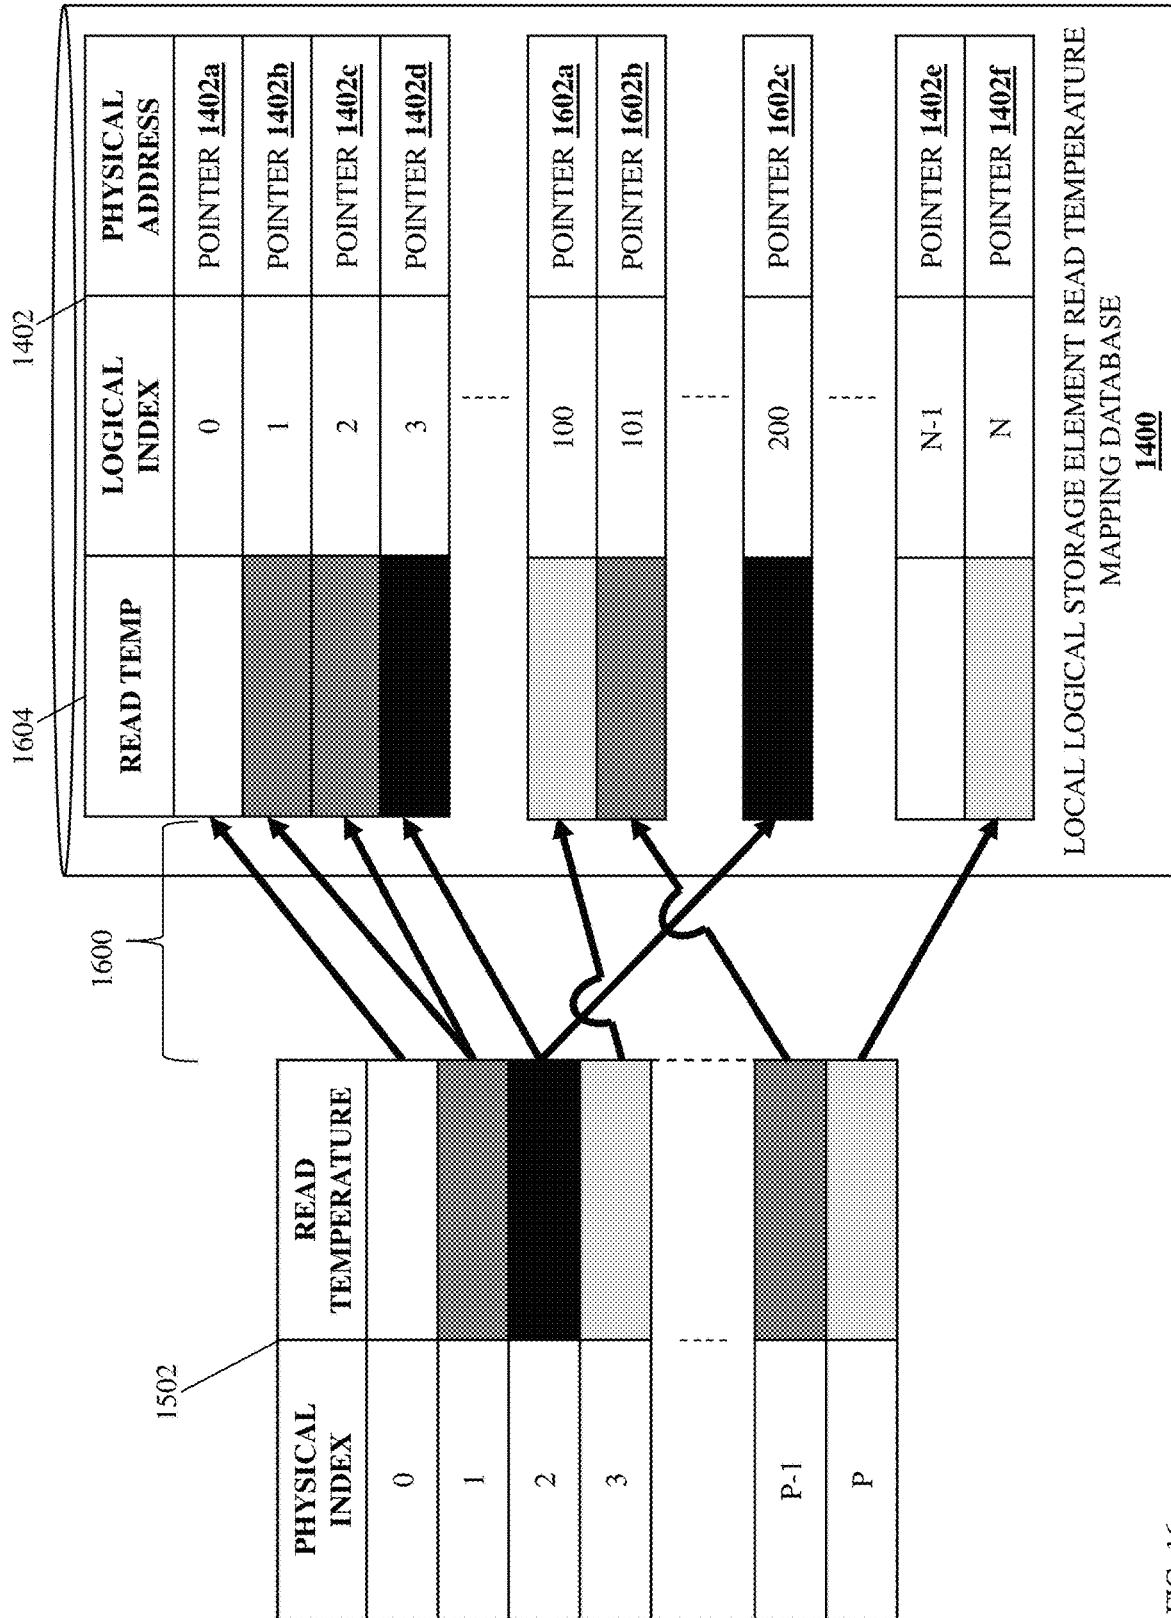 1502
PHYSICAL
INDEX
READ
TEMPERATURE
0
1
2
3
P-1
P
1600
1604
1402
READ TEMP
LOGICAL
INDEX
PHYSICAL
ADDRESS
0
POINTER 1402a
1
POINTER 1402b
2
POINTER 1402c
3
POINTER 1402d
100
POINTER 1602a
101
POINTER 1602b
200
POINTER 1602c
N-1
POINTER 1402e
N
POINTER 1402f
LOCAL LOGICAL STORAGE ELEMENT READ TEMPERATURE
MAPPING DATABASE
1400
FIG. 16